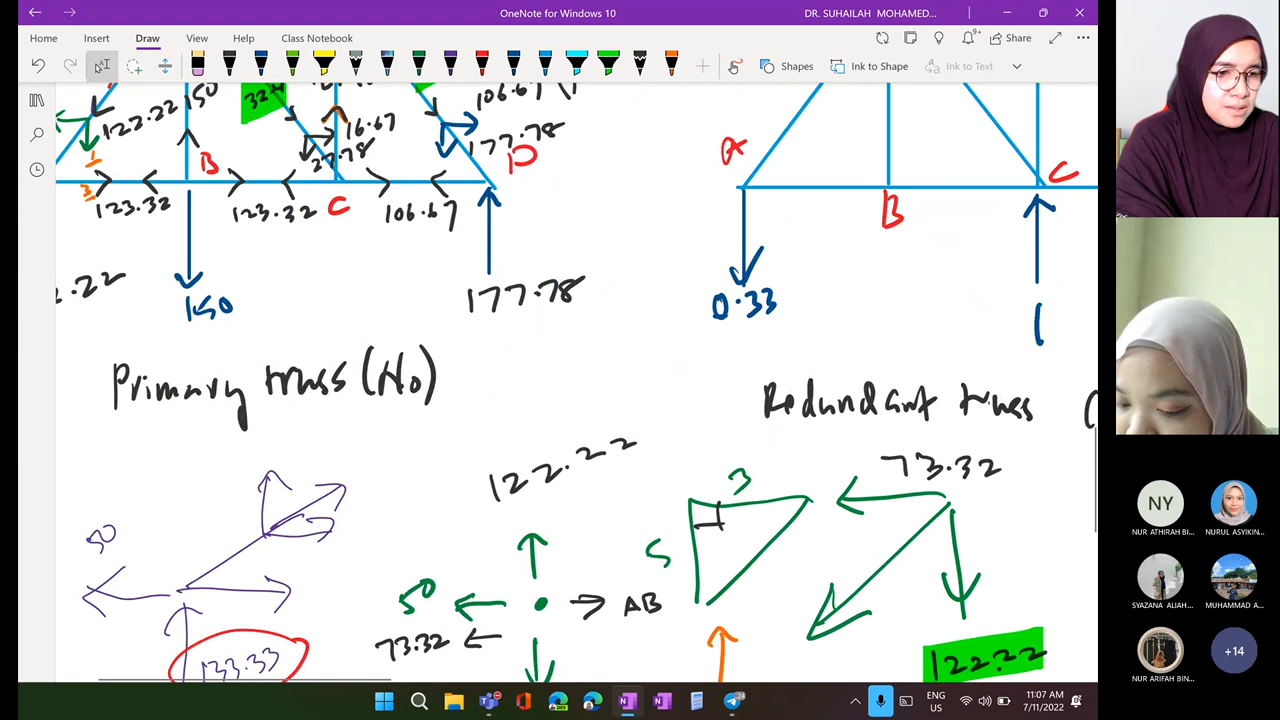 OneNote for Windows 10
DR. SUHAILAH MOHAMED...
Home Insert Draw View Help Class Notebook
Share
Shapes
Ink to Shape
Ink to Text
122.22
150
324
106.67
16.67
177.78
27.78
D
B
123.32
123.32
C
106.67
150
177.78
A
B
C
0.33
1
Primary truss (H0)
Redundant truss
122.22
3
73.32
5
50
50
AB
73.32
133.33
122.22
NY
NUR ATHIRAH BI...
NURUL ASYIKIN...
SYAZANA ALIAH...
MUHAMMAD A...
NUR ARIFAH BIN...
+14
ENG
US
11:07 AM
7/11/2022